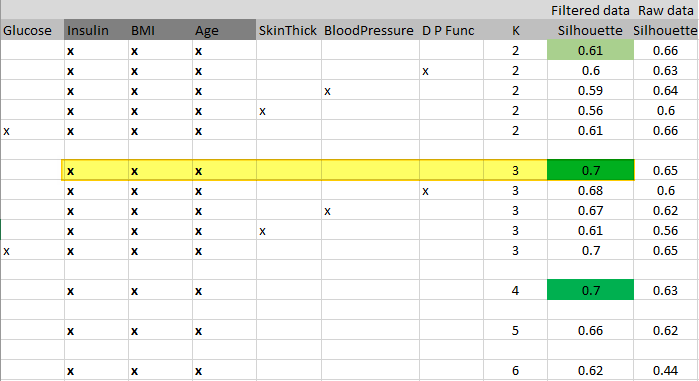 Filtered data Raw data
Glucose Insulin BMI Age SkinThick BloodPressure D P Func K Silhouette Silhouette
x x x 2 0.61 0.66
x x x x 2 0.6 0.63
x x x x 2 0.59 0.64
x x x x 2 0.56 0.6
x x x x 2 0.61 0.66
x x x 3 0.7 0.65
x x x x 3 0.68 0.6
x x x x 3 0.67 0.62
x x x x 3 0.61 0.56
x x x x 3 0.7 0.65
x x x 4 0.7 0.63
x x x 5 0.66 0.62
x x x 6 0.62 0.44